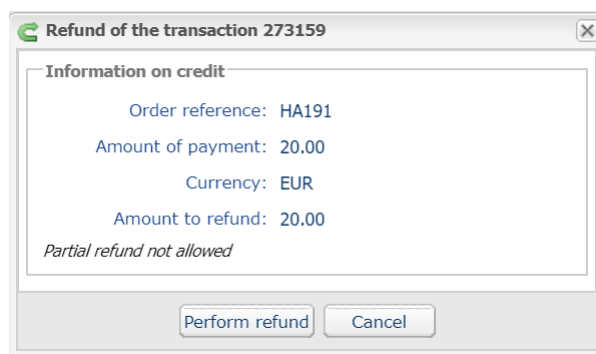 Refund of the transaction 273159
Information on credit
Order reference: HA191
Amount of payment: 20.00
Currency: EUR
Amount to refund: 20.00
Partial refund not allowed
Perform refund Cancel